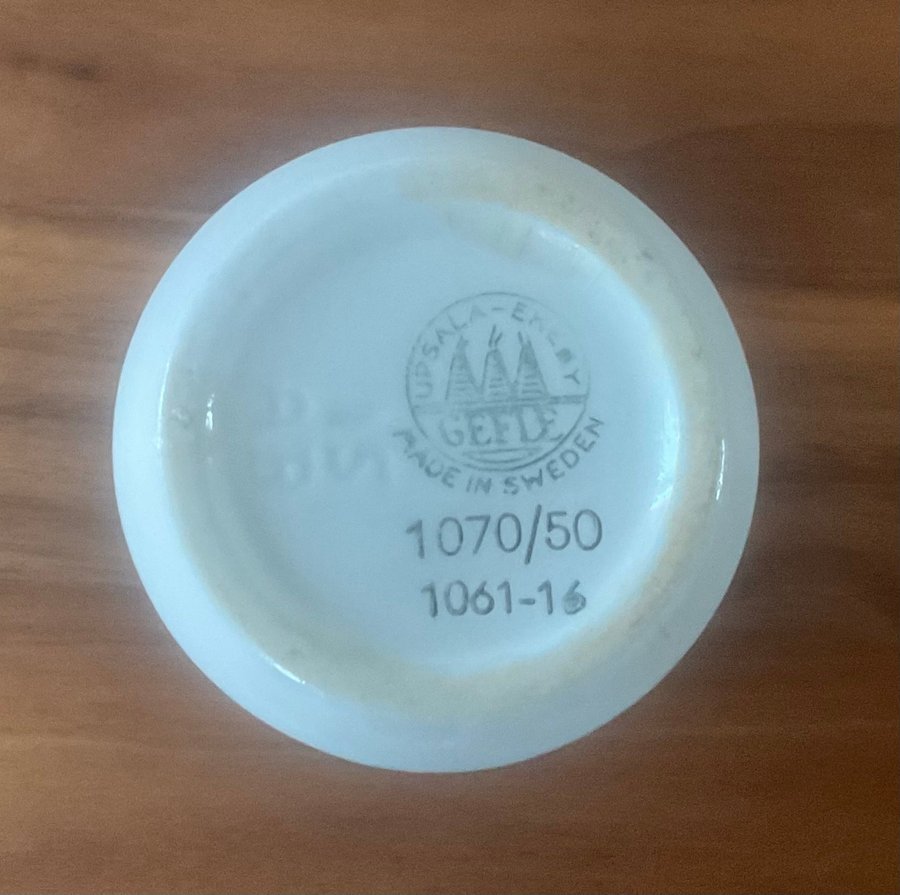 UPSALA-EKEBY
GEFLE
MADE IN SWEDEN
1070/50
1061-16